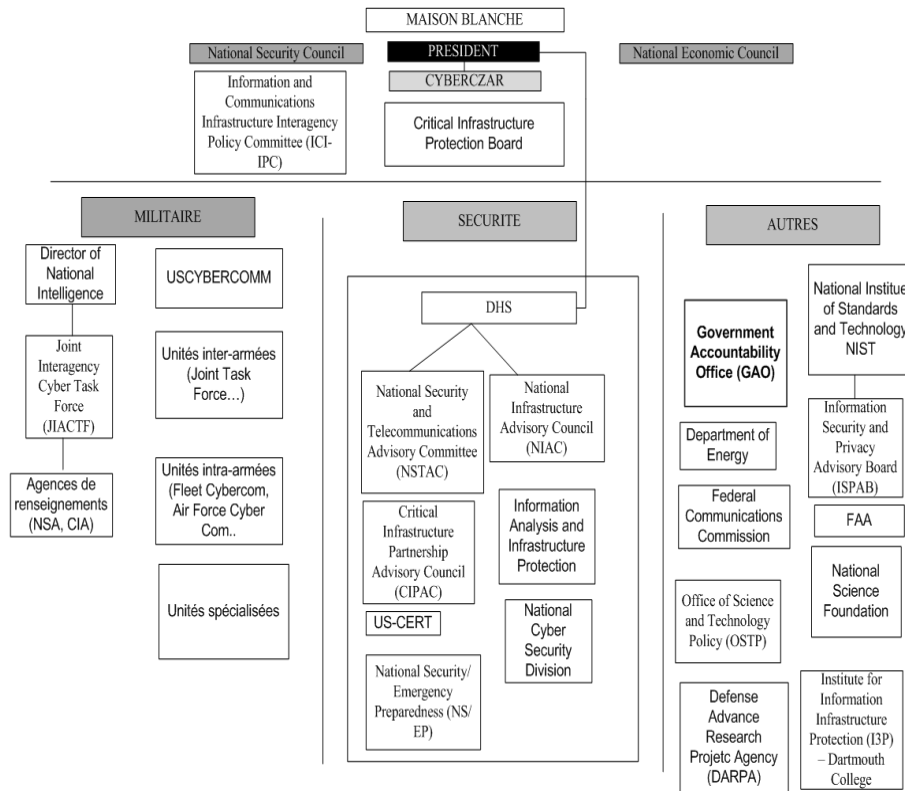 MAISON BLANCHE
National Security Council
PRESIDENT
National Economic Council
CYBERCZAR
Information and
Communications
Infrastructure Interagency
Policy Committee (ICI-
IPC)
Critical Infrastructure
Protection Board
MILITAIRE
Director of
National
Intelligence
USCYBERCOMM
Joint
Interagency
Cyber Task
Force
(JIACTF)
Unités inter-armées
(Joint Task
Force…)
Agences de
renseignements
(NSA, CIA)
Unités intra-armées
(Fleet Cybercom,
Air Force Cyber
Com..
Unités spécialisées
SECURITE
DHS
National Security
and
Telecommunications
Advisory Committee
(NSTAC)
National
Infrastructure
Advisory Council
(NIAC)
Critical
Infrastructure
Partnership
Advisory Council
(CIPAC)
Information
Analysis and
Infrastructure
Protection
US-CERT
National
Cyber
Security
Division
National Security/
Emergency
Preparedness (NS/
EP)
AUTRES
Government
Accountability
Office (GAO)
National Institue
of Standards
and Technology
NIST
Department of
Energy
Information
Security and
Privacy
Advisory Board
(ISPAB)
Federal
Communications
Commission
FAA
Office of Science
and Technology
Policy (OSTP)
National
Science
Foundation
Defense
Advance
Research
Projetc Agency
(DARPA)
Institute for
Information
Infrastructure
Protection (I3P)
– Dartmouth
College